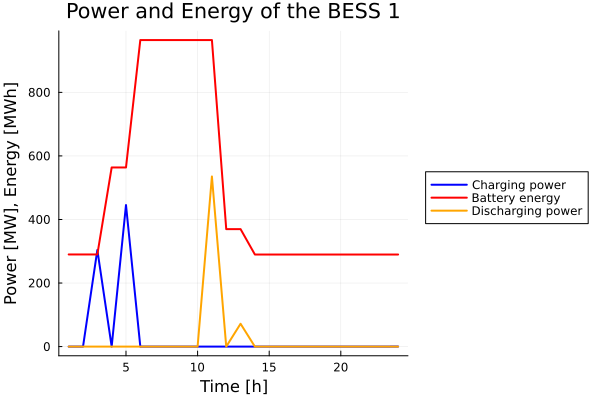 Power and Energy of the BESS 1
Power [MW], Energy [MWh]
800
600
400
200
0
5
10
15
20
Time [h]
Charging power
Battery energy
Discharging power